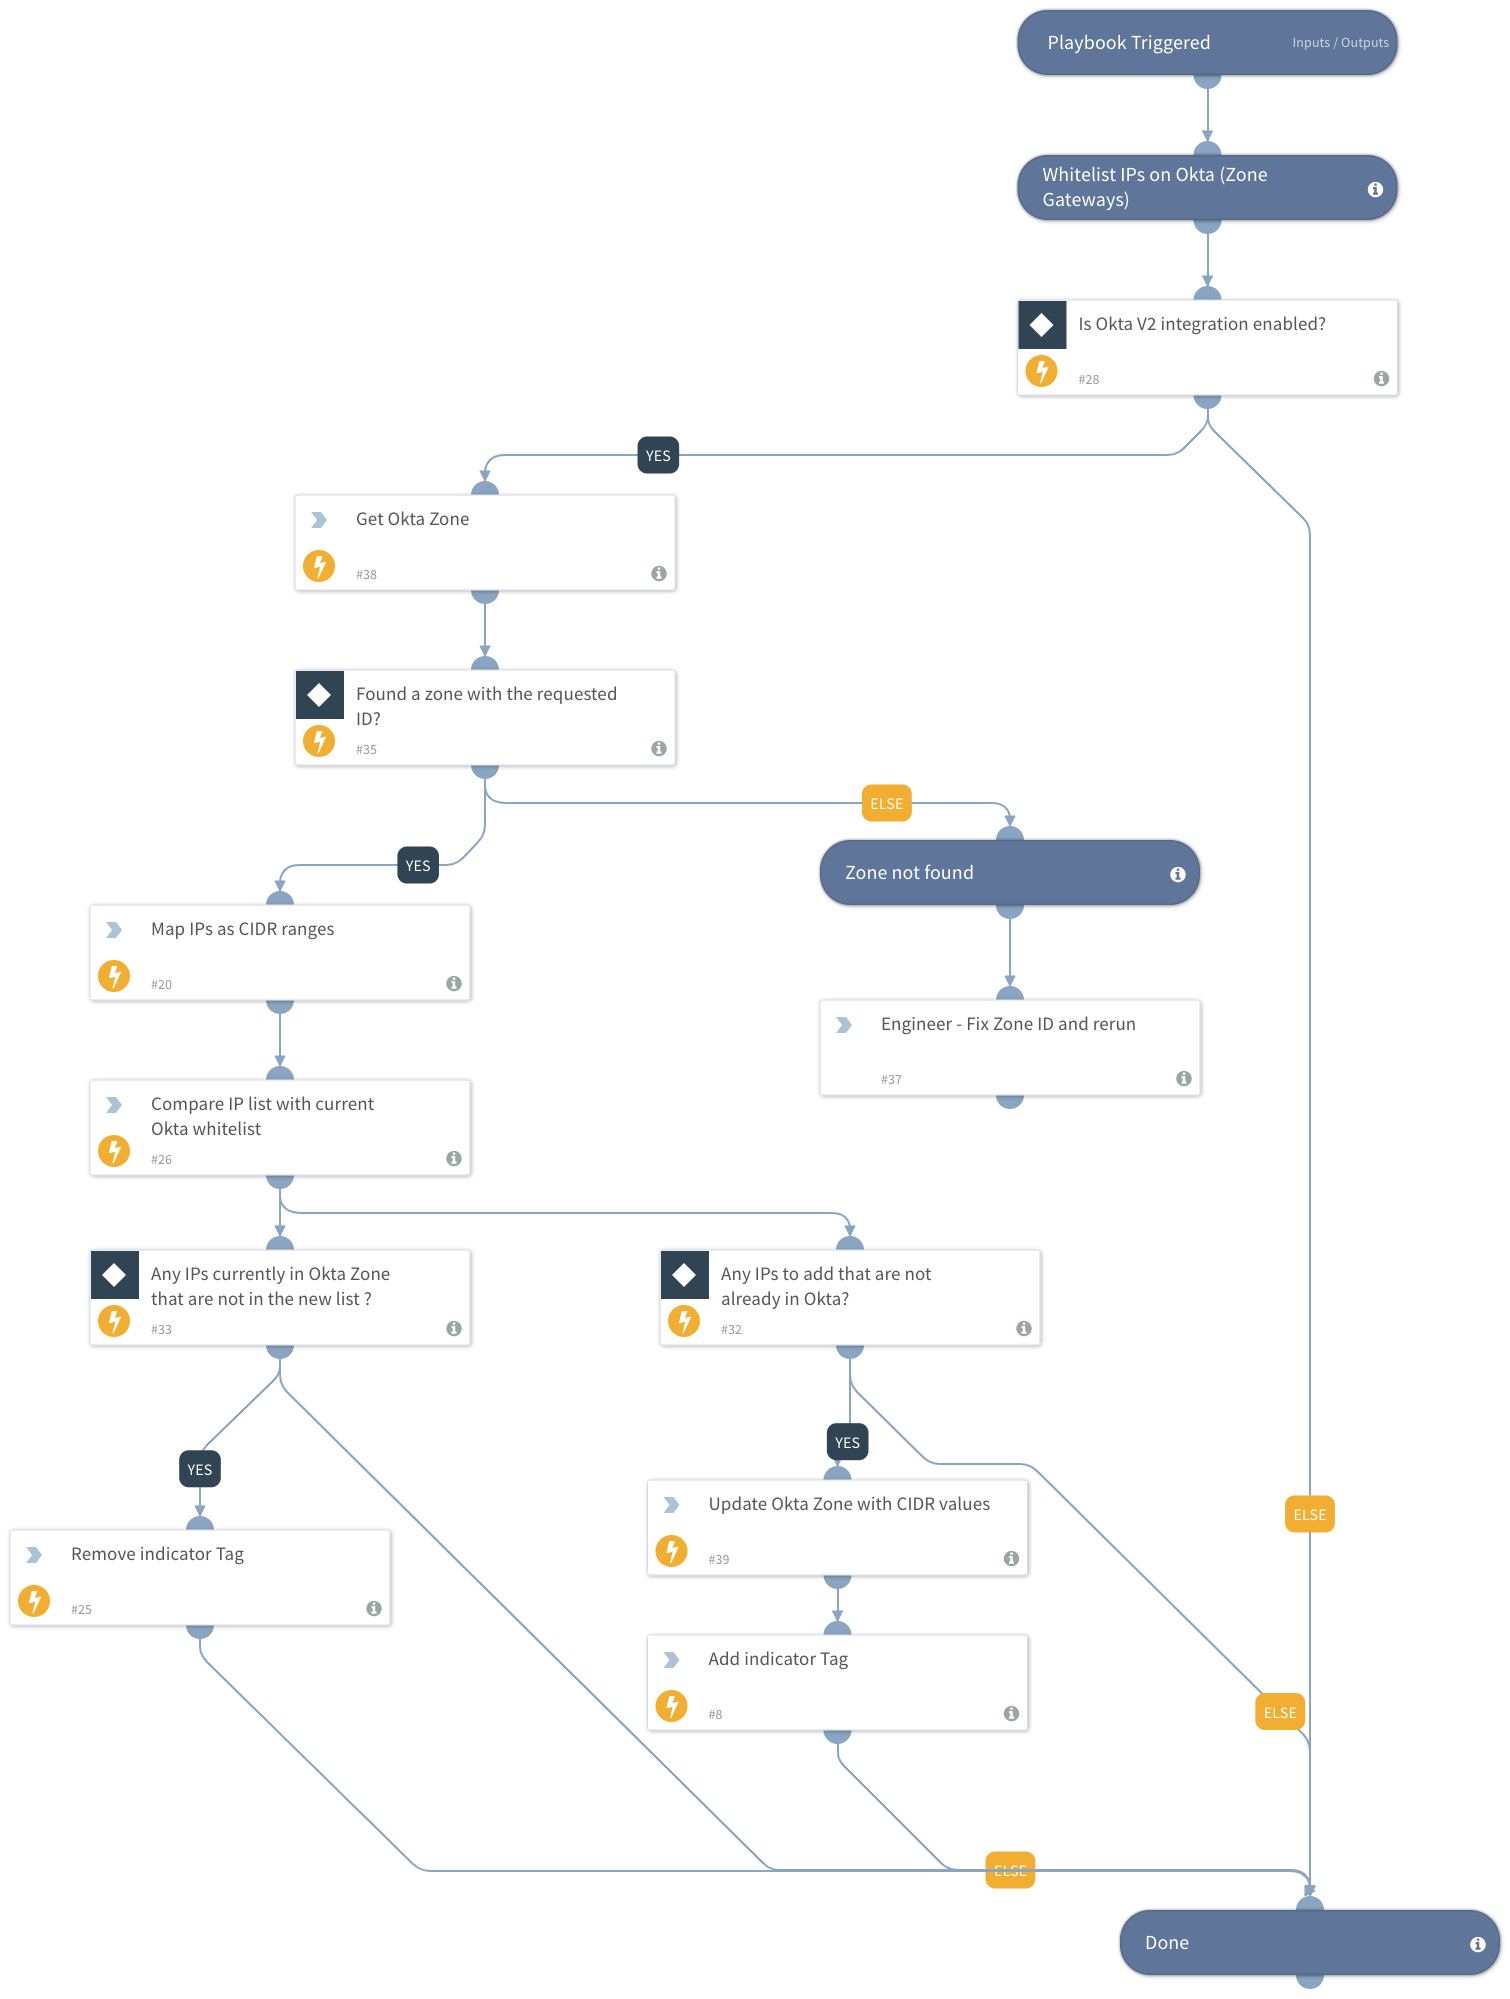 Playbook Triggered
Inputs / Outputs
Whitelist IPs on Okta (Zone
Gateways)
Is Okta V2 integration enabled?
#28
YES
Get Okta Zone
#38
Found a zone with the requested
ID?
#35
ELSE
YES
Zone not found
Map IPs as CIDR ranges
#20
Engineer - Fix Zone ID and rerun
#37
Compare IP list with current
Okta whitelist
#26
Any IPs currently in Okta Zone
that are not in the new list ?
#33
Any IPs to add that are not
already in Okta?
#32
YES
YES
Update Okta Zone with CIDR values
#39
ELSE
Remove indicator Tag
#25
Add indicator Tag
#8
ELSE
ELSE
Done